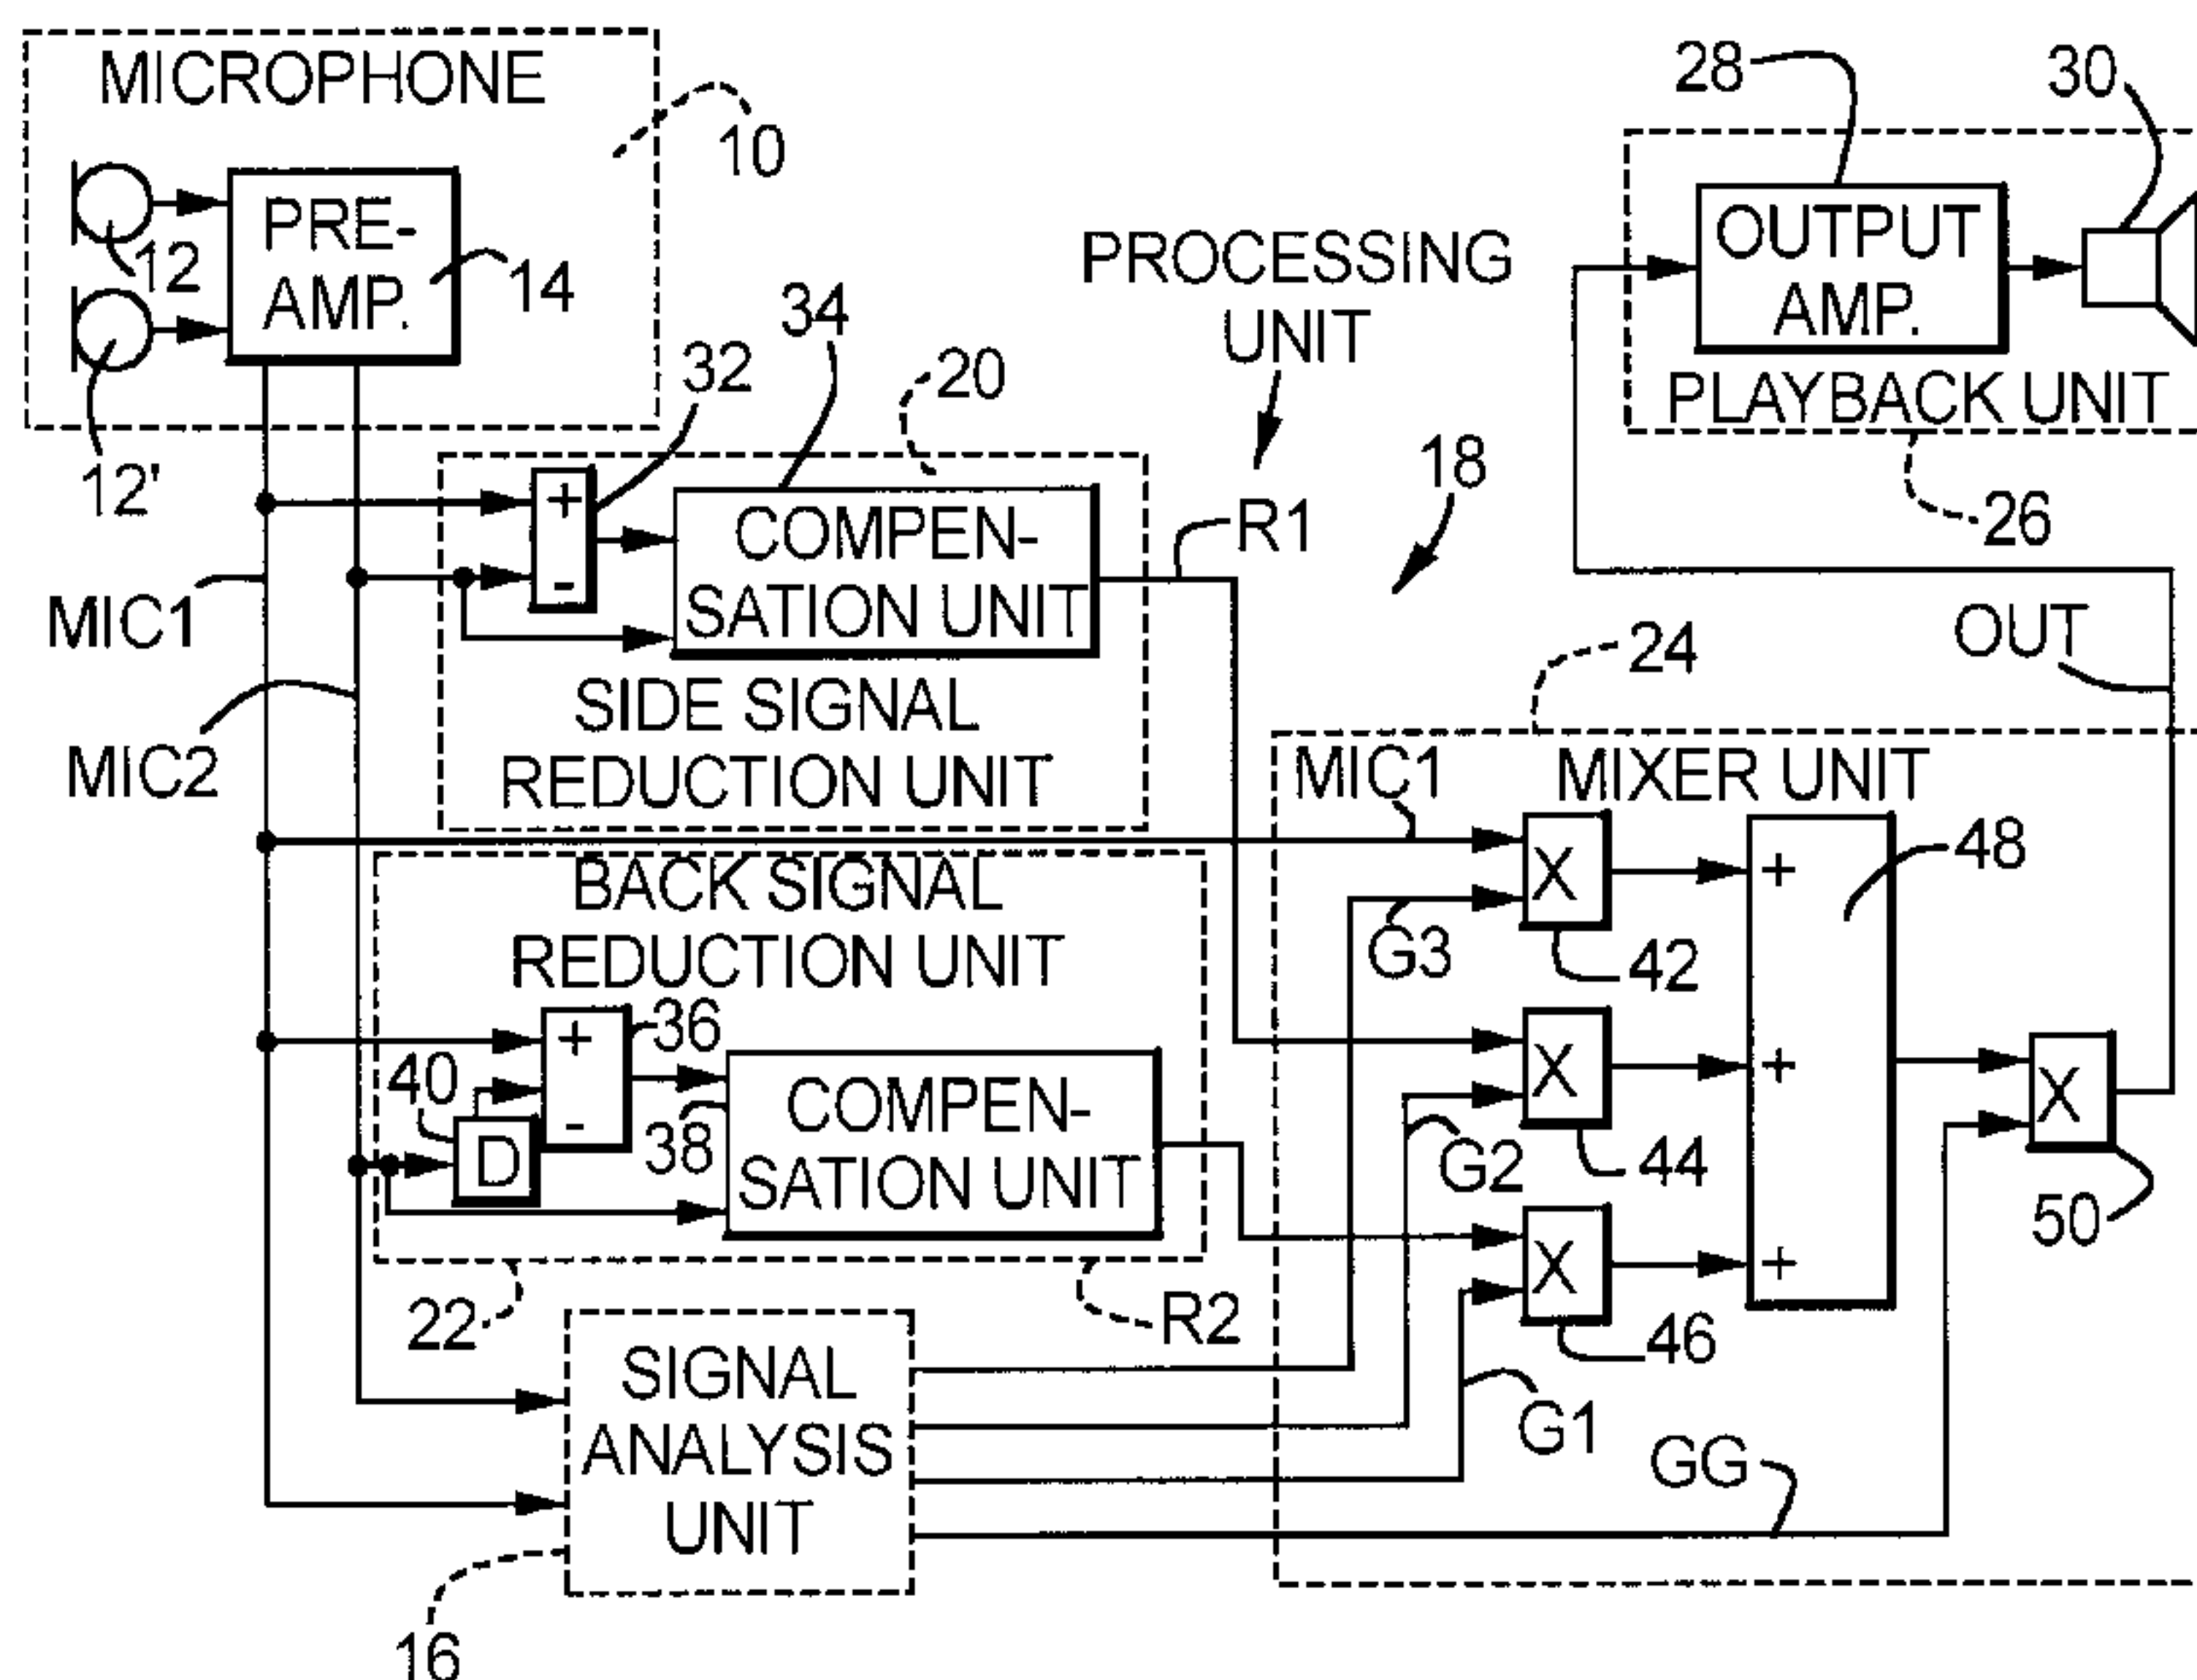 MICROPHONE
10
PRE-
AMP.
12
14
12'
28
30
OUTPUT
AMP.
PLAYBACK UNIT
26
PROCESSING
UNIT
18
34
32
20
+
-
COMPEN-
SATION UNIT
R1
SIDE SIGNAL
REDUCTION UNIT
MIC1
MIC2
OUT
24
MIC1
MIXER UNIT
BACK SIGNAL
REDUCTION UNIT
36
+
-
40
D
38
COMPEN-
SATION UNIT
22
R2
X
G3
42
X
G2
44
X
G1
46
+
+
+
48
X
50
SIGNAL
ANALYSIS
UNIT
GG
16